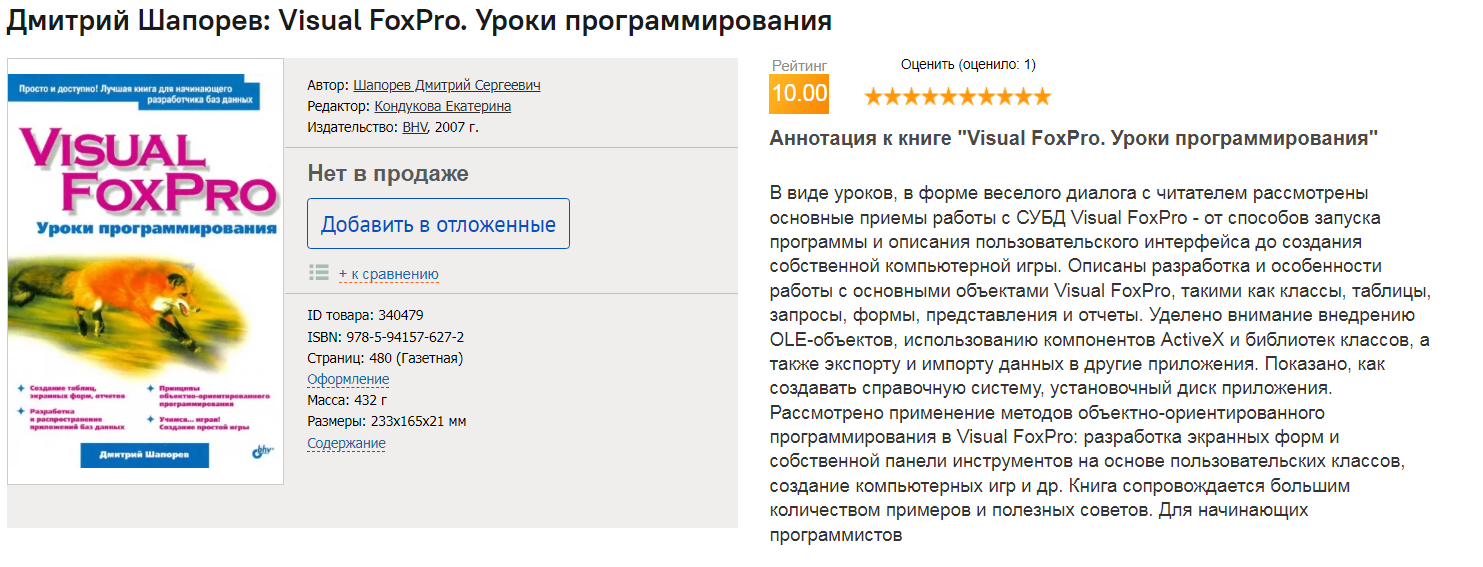 Дмитрий Шапорев: Visual FoxPro. Уроки программирования
Просто и доступно! Лучшая книга для начинающего
разработчика баз данных
VISUAL
FOXPRO
Уроки программирования
Создание таблиц,
экранных форм, отчетов
Разработка
и распространение
приложений баз данных
Принципы
объектно-ориентированного
программирования
Учимся... играя!
Создание простой игры
Дмитрий Шапорев
bhv
Автор: Шапорев Дмитрий Сергеевич
Редактор: Кондукова Екатерина
Издательство: BHV, 2007 г.
Нет в продаже
Добавить в отложенные
+ к сравнению
ID товара: 340479
ISBN: 978-5-94157-627-2
Страниц: 480 (Газетная)
Оформление
Масса: 432 г
Размеры: 233x165x21 мм
Содержание
Рейтинг
10.00
Оценить (оценило: 1)
Аннотация к книге "Visual FoxPro. Уроки программирования"
В виде уроков, в форме веселого диалога с читателем рассмотрены
основные приемы работы с СУБД Visual FoxPro - от способов запуска
программы и описания пользовательского интерфейса до создания
собственной компьютерной игры. Описаны разработка и особенности
работы с основными объектами Visual FoxPro, такими как классы, таблицы,
запросы, формы, представления и отчеты. Уделено внимание внедрению
OLE-объектов, использованию компонентов ActiveX и библиотек классов, а
также экспорту и импорту данных в другие приложения. Показано, как
создавать справочную систему, установочный диск приложения.
Рассмотрено применение методов объектно-ориентированного
программирования в Visual FoxPro: разработка экранных форм и
собственной панели инструментов на основе пользовательских классов,
создание компьютерных игр и др. Книга сопровождается большим
количеством примеров и полезных советов. Для начинающих
программистов